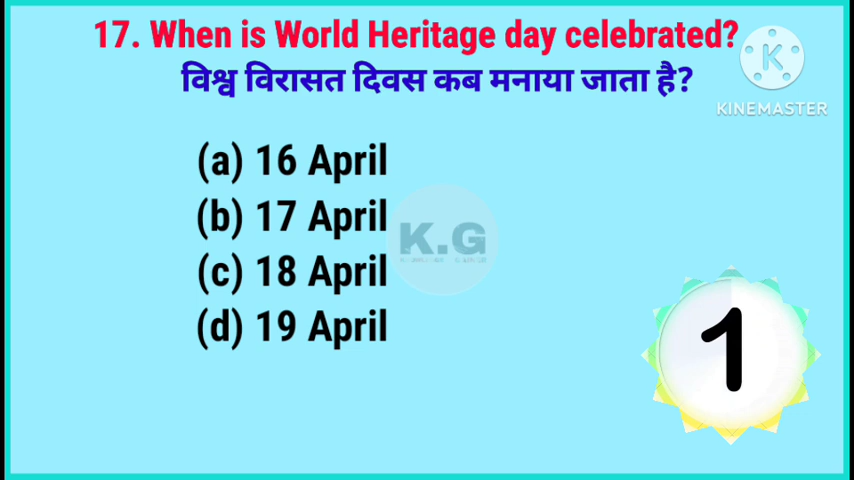 17. When is World Heritage day celebrated?
विश्व विरासत दिवस कब मनाया जाता है?
K
KINEMASTER
(a) 16 April
(b) 17 April
(c) 18 April
(d) 19 April
K.G
1